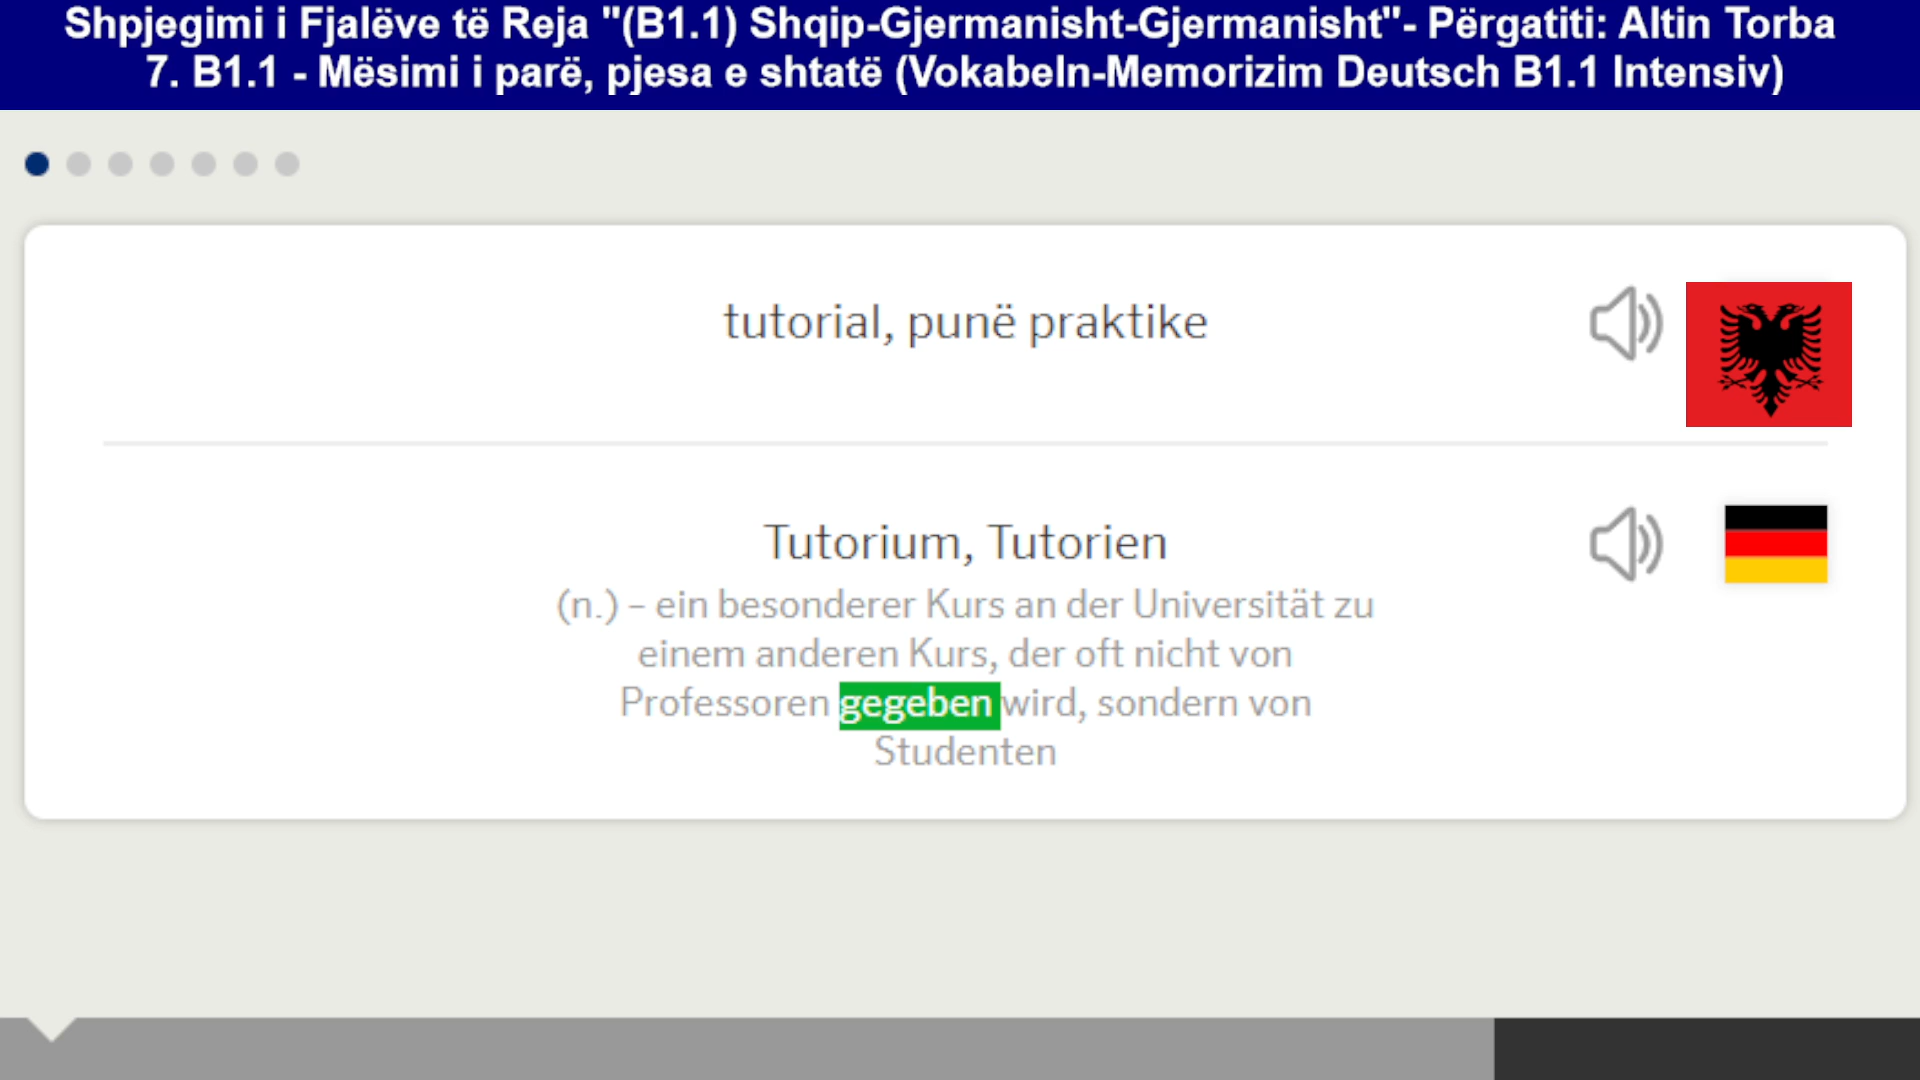 Shpjegimi i Fjalëve të Reja "(B1.1) Shqip-Gjermanisht-Gjermanisht"- Përgatiti: Altin Torba
7. B1.1 - Mësimi i parë, pjesa e shtatë (Vokabeln-Memorizim Deutsch B1.1 Intensiv)
tutorial, punë praktike
Tutorium, Tutorien
(n.) – ein besonderer Kurs an der Universität zu
einem anderen Kurs, der oft nicht von
Professoren gegeben wird, sondern von
Studenten